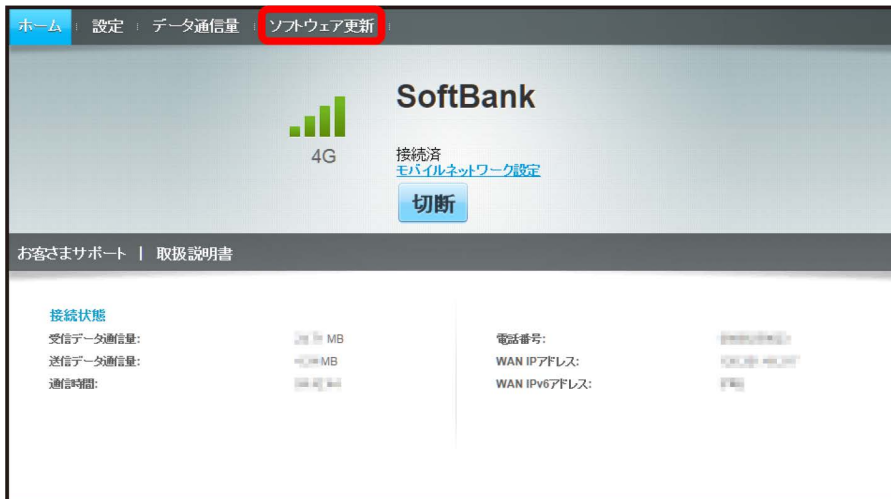 ホーム 設定 データ通信量 ソフトウェア更新
SoftBank
4G
接続済
モバイルネットワーク設定
切断
お客さまサポート | 取扱説明書
接続状態
受信データ通信量: MB
送信データ通信量: MB
通信時間:
電話番号:
WAN IPアドレス:
WAN IPv6アドレス: